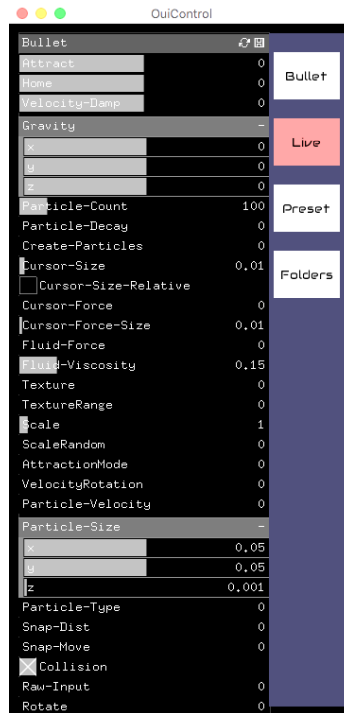 OuiControl
Bullet
Attract 0
Home 0
Velocity-Damp 0
Gravity -
x 0
y 0
z 0
Particle-Count 100
Particle-Decay 0
Create-Particles 0
Cursor-Size 0.01
Cursor-Size-Relative
Cursor-Force 0
Cursor-Force-Size 0.01
Fluid-Force 0
Fluid-Viscosity 0.15
Texture 0
TextureRange 0
Scale 1
ScaleRandom 0
AttractionMode 0
VelocityRotation 0
Particle-Velocity 0
Particle-Size -
x 0.05
y 0.05
z 0.001
Particle-Type 0
Snap-Dist 0
Snap-Move 0
Collision
Raw-Input 0
Rotate 0
Bullet
Live
Preset
Folders